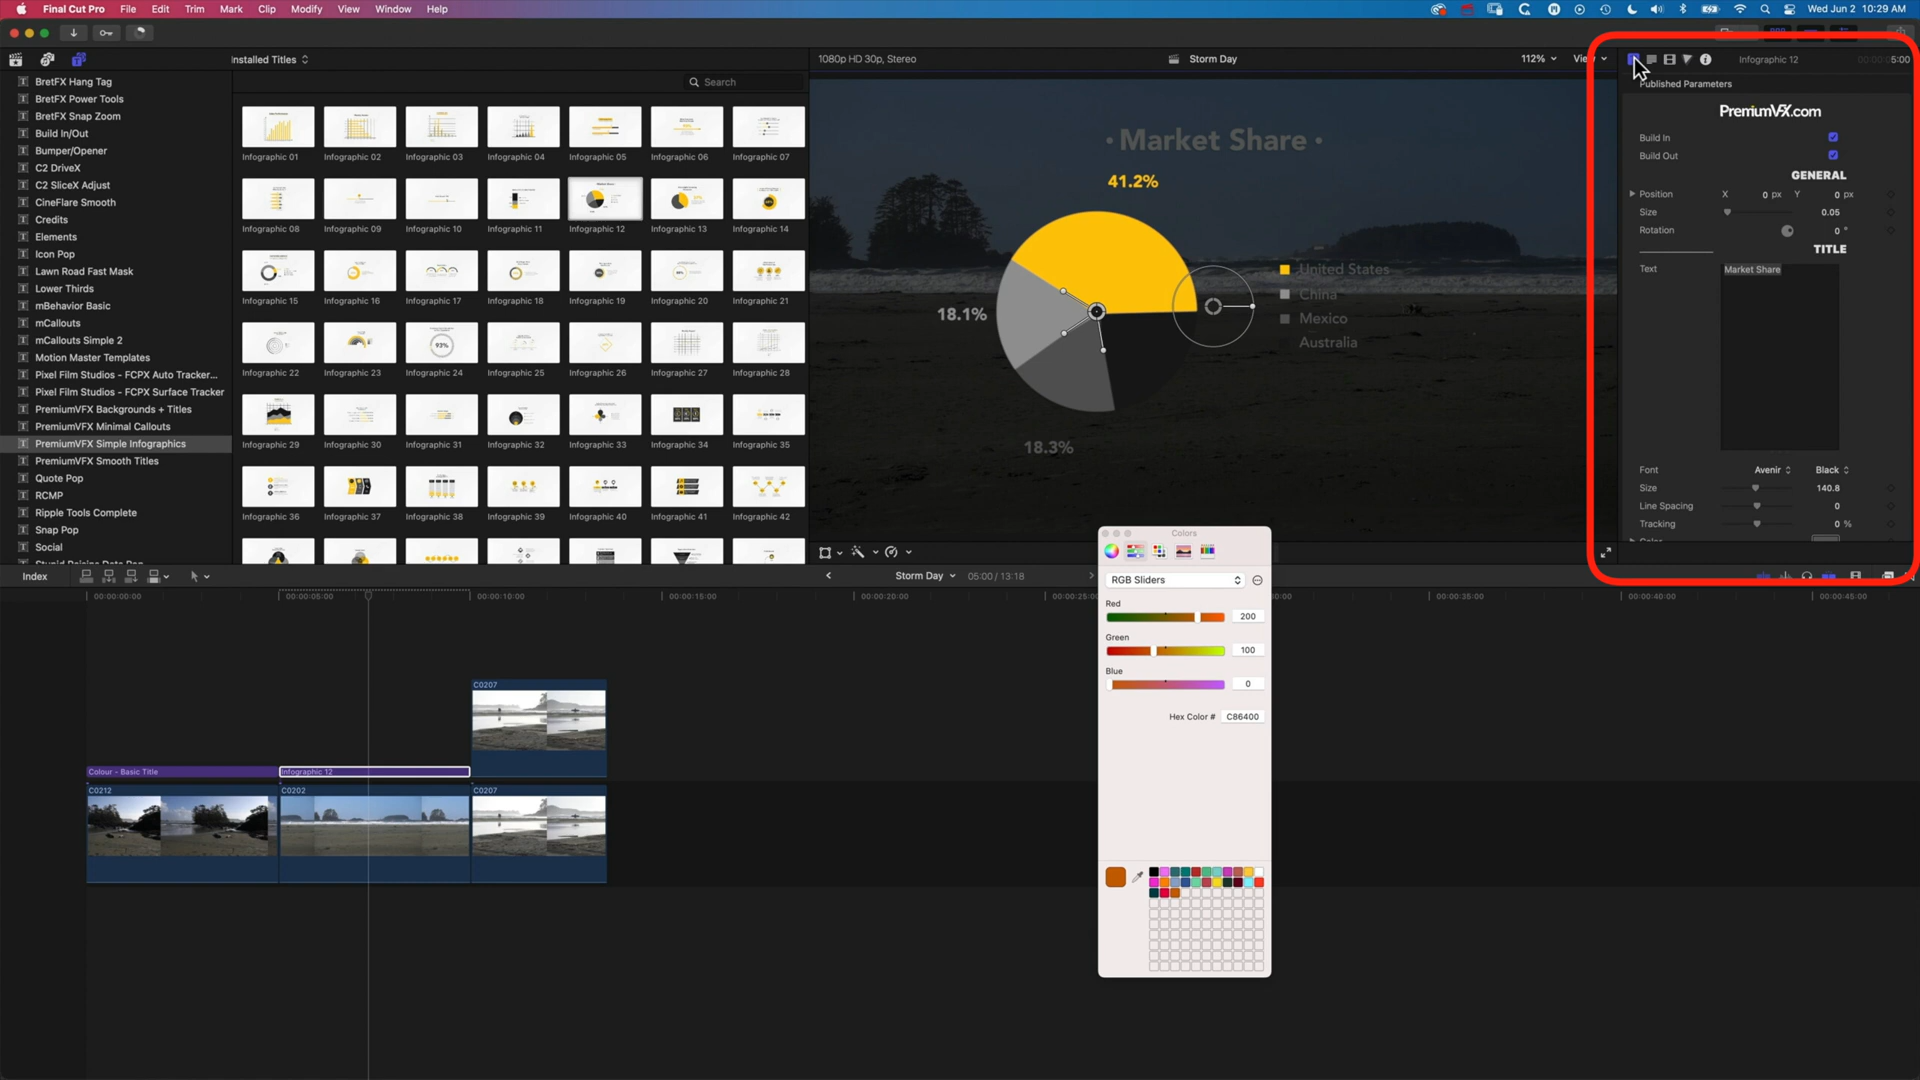 Final Cut Pro File Edit Trim Mark Clip Modify View Window Help
Wed Jun 2 10:29 AM
Installed Titles
Search
BretFX Hang Tag
BretFX Power Tools
BretFX Snap Zoom
Build In/Out
Bumper/Opener
C2 DriveX
C2 SliceX Adjust
CineFlare Smooth
Credits
Elements
Icon Pop
Lawn Road Fast Mask
Lower Thirds
mBehavior Basic
mCallouts
mCallouts Simple 2
Motion Master Templates
Pixel Film Studios - FCPX Auto Tracker...
Pixel Film Studios - FCPX Surface Tracker
PremiumVFX Backgrounds + Titles
PremiumVFX Minimal Callouts
PremiumVFX Simple Infographics
PremiumVFX Smooth Titles
Quote Pop
RCMP
Ripple Tools Complete
Snap Pop
Social
Infographic 01 Infographic 02 Infographic 03 Infographic 04 Infographic 05 Infographic 06 Infographic 07
Infographic 08 Infographic 09 Infographic 10 Infographic 11 Infographic 12 Infographic 13 Infographic 14
Infographic 15 Infographic 16 Infographic 17 Infographic 18 Infographic 19 Infographic 20 Infographic 21
Infographic 22 Infographic 23 Infographic 24 Infographic 25 Infographic 26 Infographic 27 Infographic 28
Infographic 29 Infographic 30 Infographic 31 Infographic 32 Infographic 33 Infographic 34 Infographic 35
Infographic 36 Infographic 37 Infographic 38 Infographic 39 Infographic 40 Infographic 41 Infographic 42
1080p HD 30p, Stereo
Storm Day
112%
View
• Market Share •
41.2%
18.1%
18.3%
United States
China
Mexico
Australia
Infographic 12
5:00
Published Parameters
PremiumVFX.com
Build In
Build Out
GENERAL
Position X 0 px Y 0 px
Size 0.05
Rotation 0 °
TITLE
Text Market Share
Font Avenir Black
Size 140.8
Line Spacing 0
Tracking 0 %
Index
Storm Day 05:00 / 13:18
00:00:00:00 00:00:05:00 00:00:10:00 00:00:15:00 00:00:20:00 00:00:35:00 00:00:40:00 00:00:45:00
C0207
Colour - Basic Title
Infographic 12
C0212
C0202
C0207
Colors
RGB Sliders
Red
200
Green
100
Blue
0
Hex Color # C86400